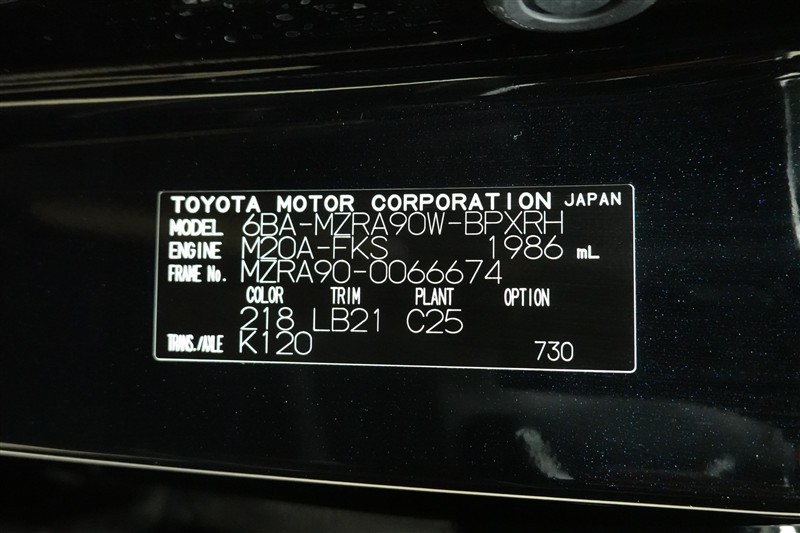 TOYOTA MOTOR CORPORATION JAPAN
MODEL 6BA-MZRA90W-BPXRH
ENGINE M20A-FKS 1986 mL
FRAME No. MZRA90-0066674
COLOR TRIM PLANT OPTION
218 LB21 C25
TRANS./AXLE K120
730